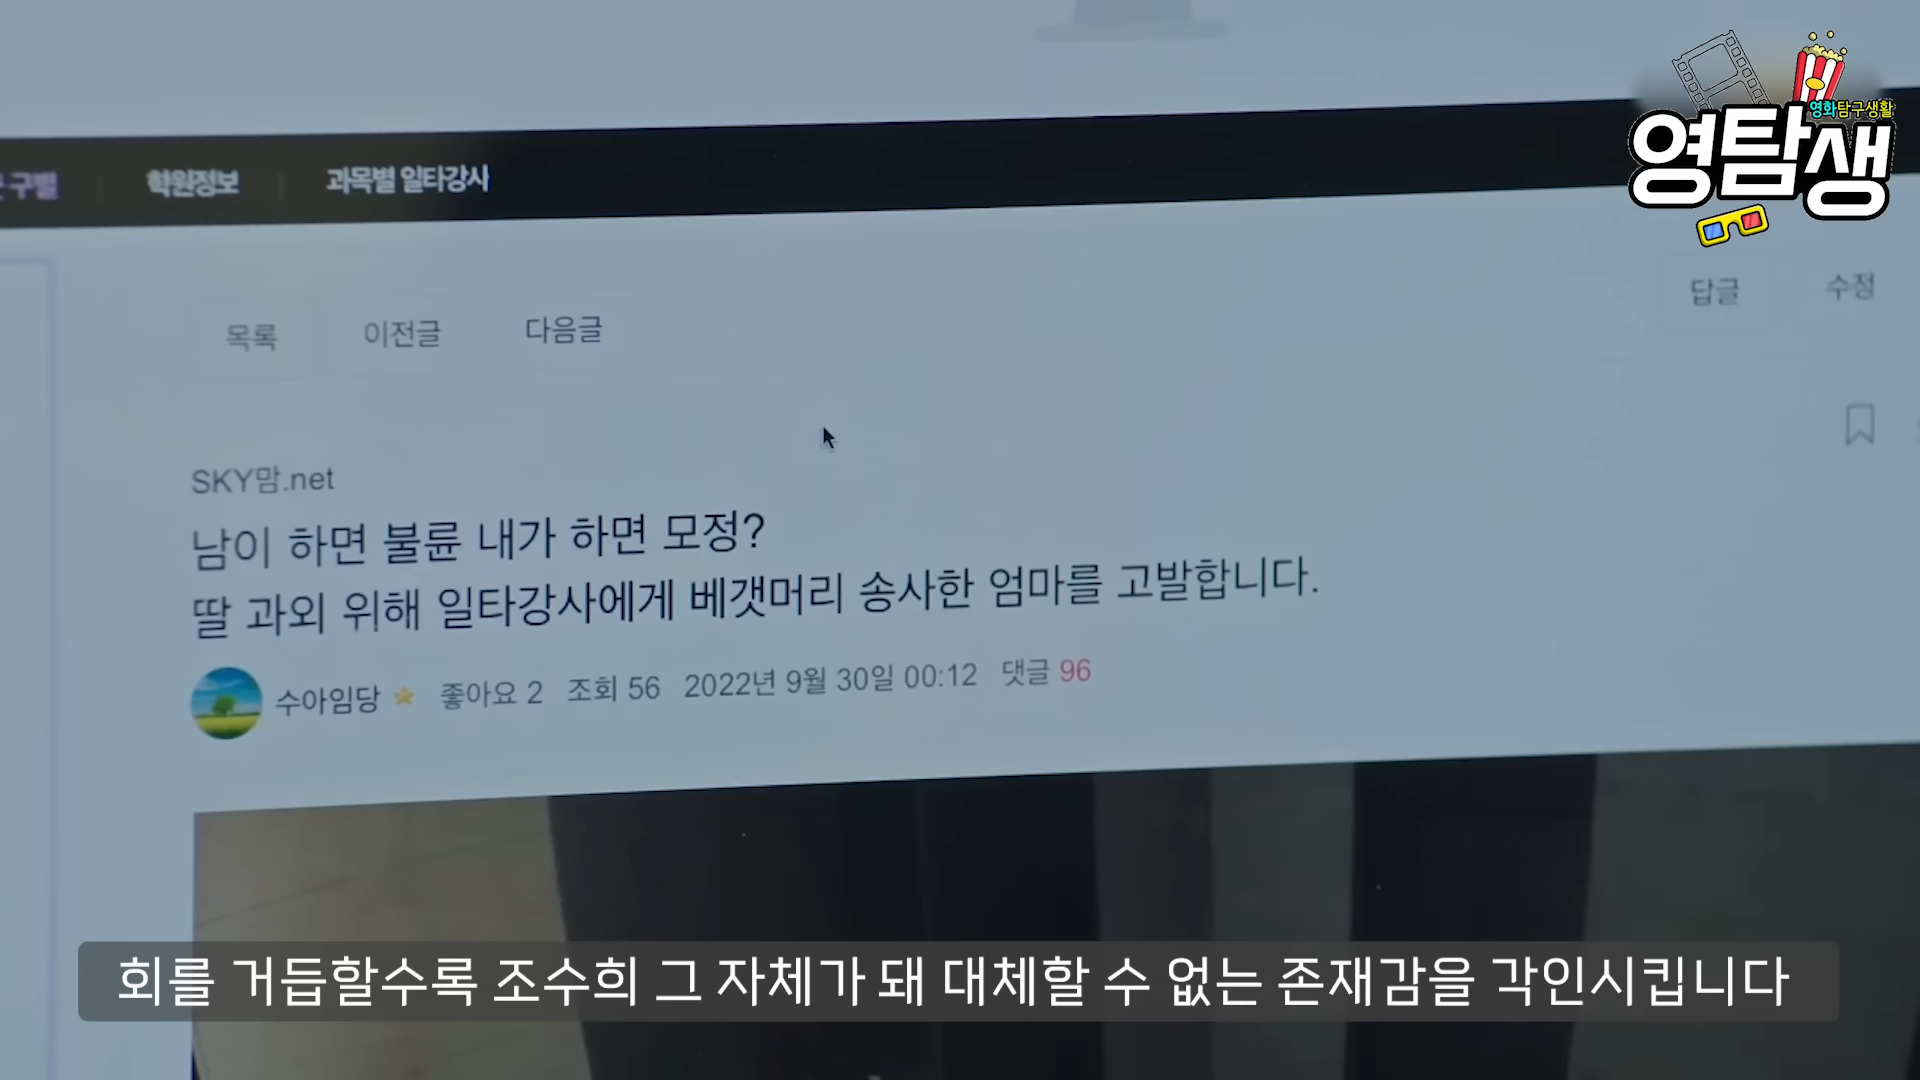 영화탐구생활
영탐생
구별 학원정보 과목별 일타강사
답글 수정
목록 이전글 다음글
SKY맘.net
남이 하면 불륜 내가 하면 모정?
딸 과외 위해 일타강사에게 베갯머리 송사한 엄마를 고발합니다.
수아임당 좋아요 2 조회 56 2022년 9월 30일 00:12 댓글 96
회를 거듭할수록 조수희 그 자체가 돼 대체할 수 없는 존재감을 각인시킵니다